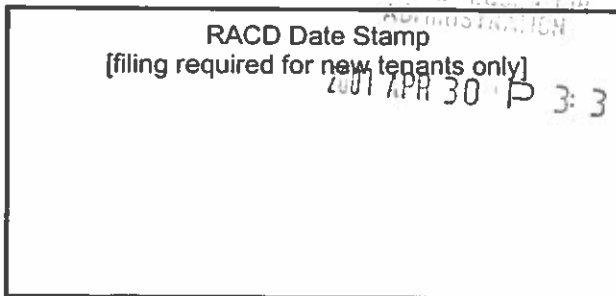 ADMINISTRATION
RACD Date Stamp
[filing required for new tenants only]
2007 APR 30 P 3: 3